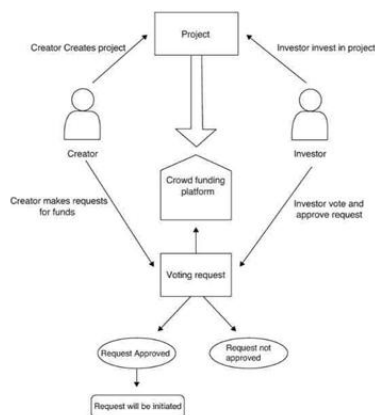 Project
Creator Creates project
Investor invest in project
Creator
Investor
Crowd funding
platform
Creator makes requests
for funds
Investor vote and
approve request
Voting request
Request Approved
Request not
approved
Request will be initiated